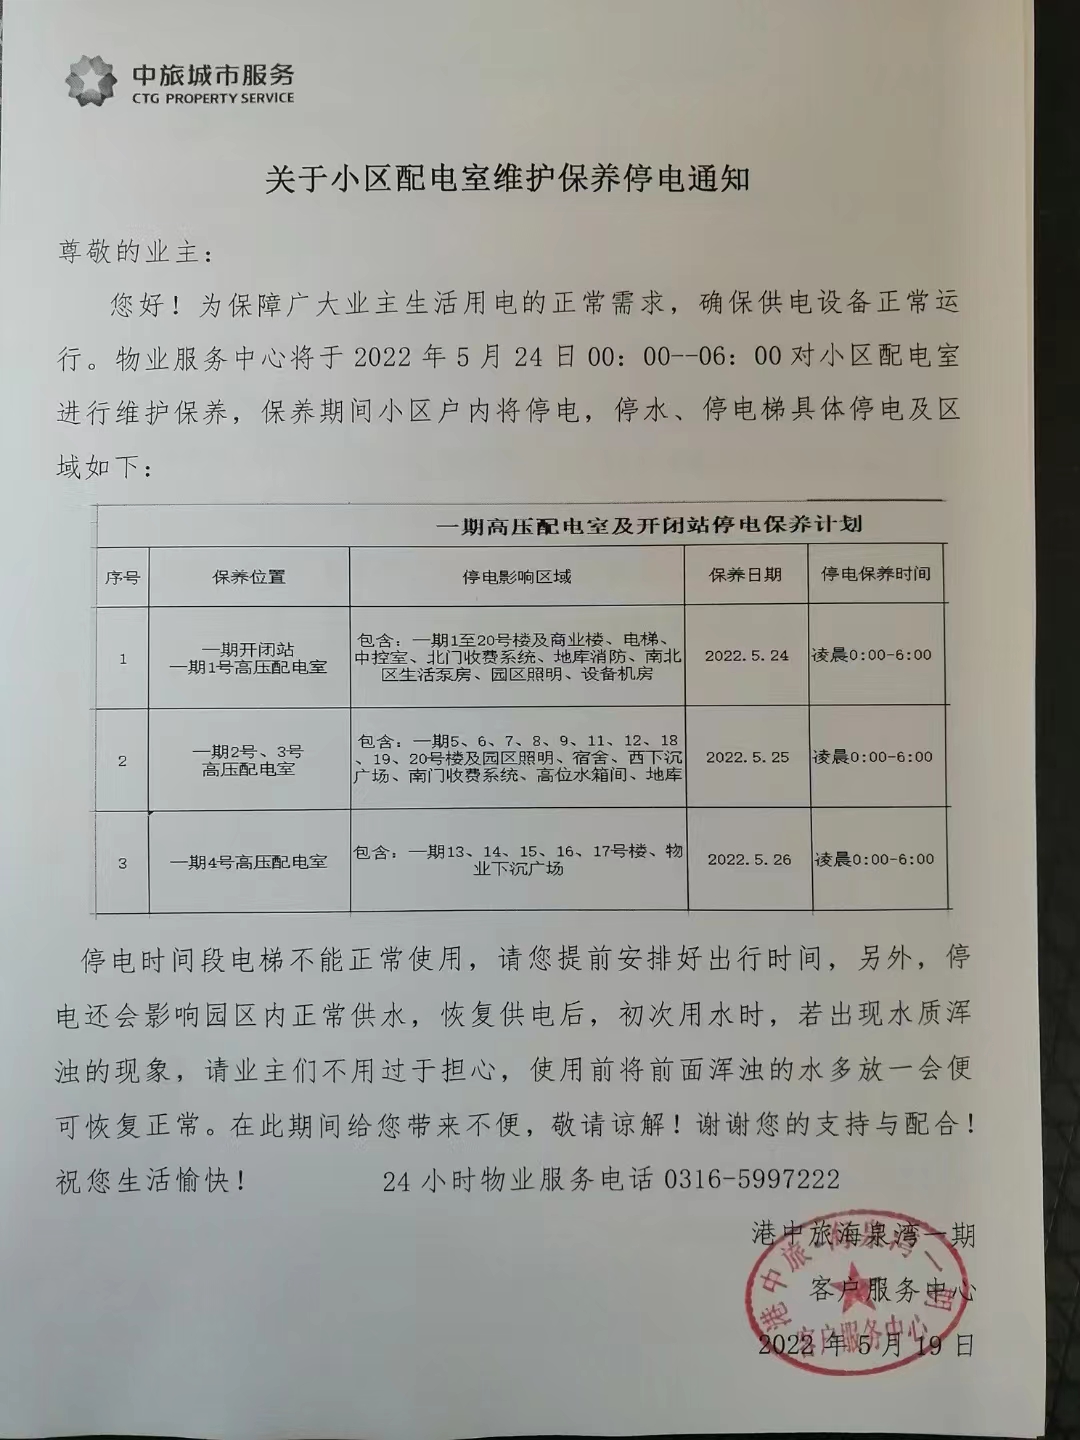 中旅城市服务
CTG PROPERTY SERVICE
关于小区配电室维护保养停电通知
尊敬的业主：
您好！为保障广大业主生活用电的正常需求，确保供电设备正常运
行。物业服务中心将于 2022 年 5 月 24 日 00：00--06：00 对小区配电室
进行维护保养，保养期间小区户内将停电，停水、停电梯具体停电及区
域如下：
一期高压配电室及开闭站停电保养计划
序号 保养位置 停电影响区域 保养日期 停电保养时间
1
一期开闭站
一期1号高压配电室
包含：一期1至20号楼及商业楼、电梯、
中控室、北门收费系统、地库消防、南北
区生活泵房、园区照明、设备机房
2022.5.24
凌晨0:00-6:00
2
一期2号、3号
高压配电室
包含：一期5、6、7、8、9、11、12、18
、19、20号楼及园区照明、宿舍、西下沉
广场、南门收费系统、高位水箱间、地库
2022.5.25
凌晨0:00-6:00
3
一期4号高压配电室
包含：一期13、14、15、16、17号楼、物
业下沉广场
2022.5.26
凌晨0:00-6:00
停电时间段电梯不能正常使用，请您提前安排好出行时间，另外，停
电还会影响园区内正常供水，恢复供电后，初次用水时，若出现水质浑
浊的现象，请业主们不用过于担心，使用前将前面浑浊的水多放一会便
可恢复正常。在此期间给您带来不便，敬请谅解！谢谢您的支持与配合！
祝您生活愉快！ 24 小时物业服务电话 0316-5997222
港中旅海泉湾一期
客户服务中心
2022 年 5 月 19 日
港中旅·海泉湾一期
客户服务中心